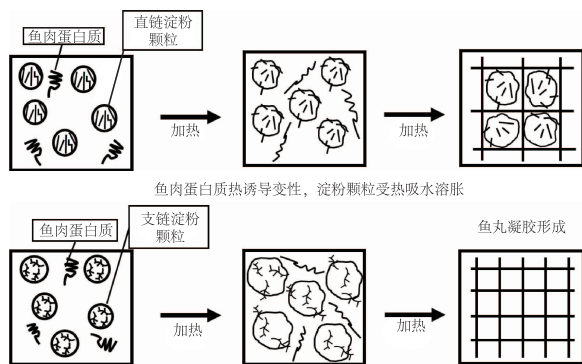 鱼肉蛋白质
直链淀粉
颗粒
加热
加热
鱼肉蛋白质热诱导变性，淀粉颗粒受热吸水溶胀
鱼肉蛋白质
支链淀粉
颗粒
鱼丸凝胶形成
加热
加热